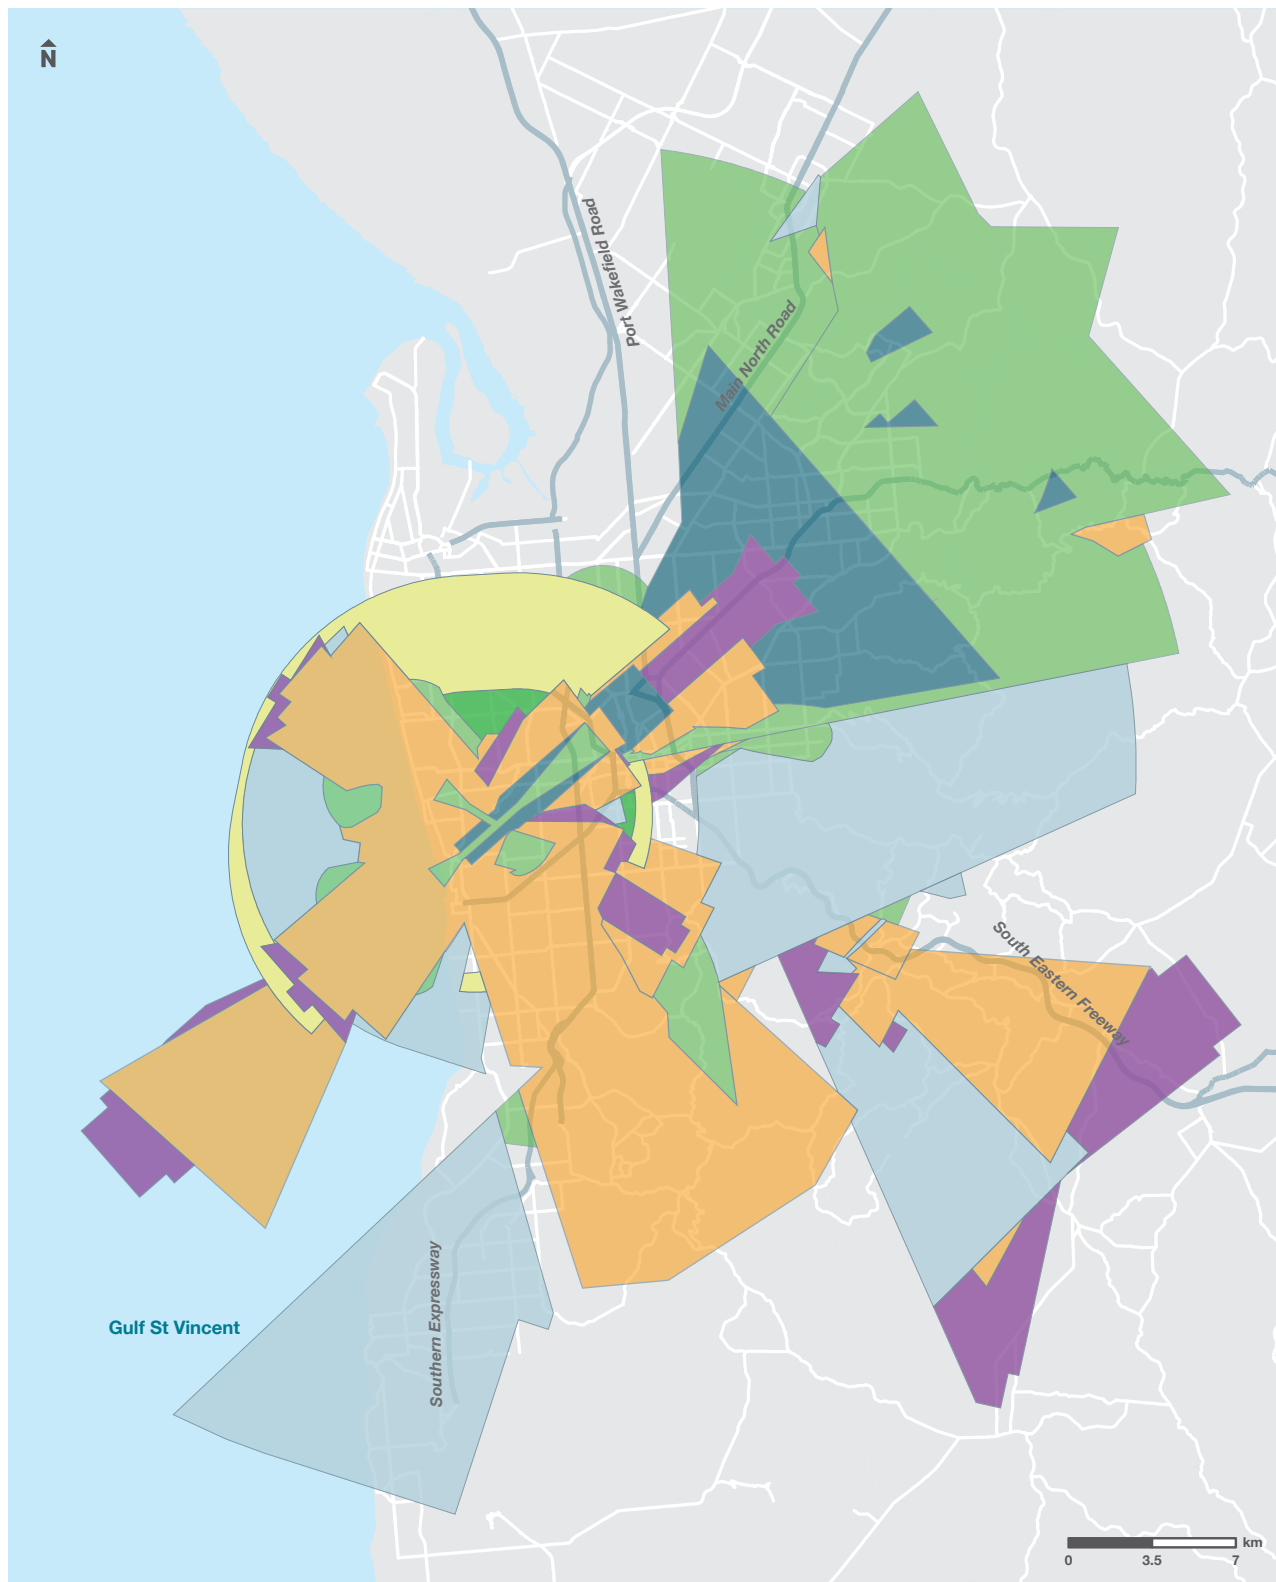 N
Port Wakefield Road
Main North Road
South Eastern Freeway
Southern Expressway
Gulf St Vincent
km
0 3.5 7